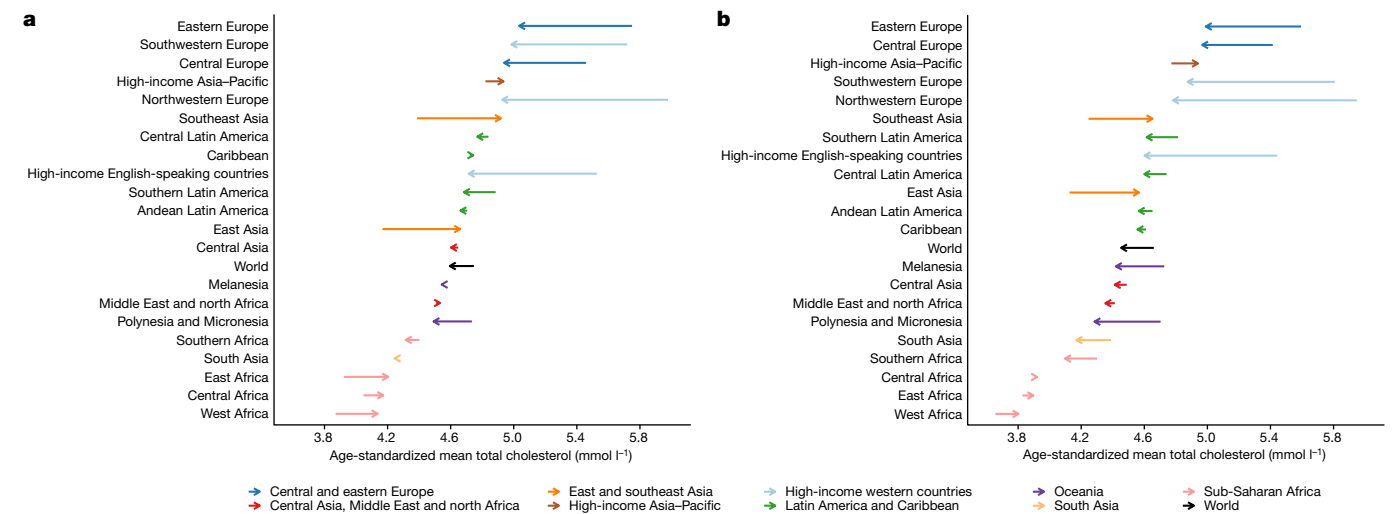 a
Eastern Europe
Southwestern Europe
Central Europe
High-income Asia–Pacific
Northwestern Europe
Southeast Asia
Central Latin America
Caribbean
High-income English-speaking countries
Southern Latin America
Andean Latin America
East Asia
Central Asia
World
Melanesia
Middle East and north Africa
Polynesia and Micronesia
Southern Africa
South Asia
East Africa
Central Africa
West Africa
3.8 4.2 4.6 5.0 5.4 5.8
Age-standardized mean total cholesterol (mmol l⁻¹)
b
Eastern Europe
Central Europe
High-income Asia–Pacific
Southwestern Europe
Northwestern Europe
Southeast Asia
Southern Latin America
High-income English-speaking countries
Central Latin America
East Asia
Andean Latin America
Caribbean
World
Melanesia
Central Asia
Middle East and north Africa
Polynesia and Micronesia
South Asia
Southern Africa
Central Africa
East Africa
West Africa
3.8 4.2 4.6 5.0 5.4 5.8
Age-standardized mean total cholesterol (mmol l⁻¹)
Central and eastern Europe East and southeast Asia High-income western countries Oceania Sub-Saharan Africa
Central Asia, Middle East and north Africa High-income Asia–Pacific Latin America and Caribbean South Asia World